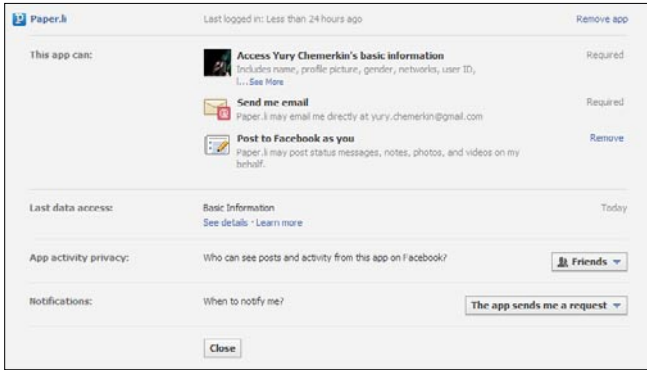 Paper.li Last logged in: Less than 24 hours ago Remove app
This app can: Access Yury Chemerkin's basic information Required
Includes name, profile picture, gender, networks, user ID,
l...See More
Send me email Required
Paper.li may email me directly at yury.chemerkin@gmail.com
Post to Facebook as you Remove
Paper.li may post status messages, notes, photos, and videos on my
behalf.
Last data access: Basic Information Today
See details · Learn more
App activity privacy: Who can see posts and activity from this app on Facebook? Friends
Notifications: When to notify me? The app sends me a request
Close